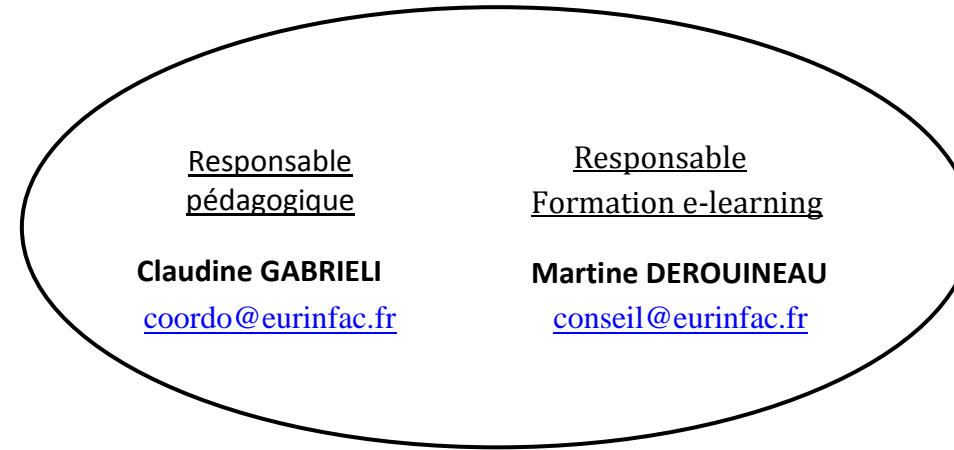 Responsable
pédagogique
Claudine GABRIELI
coordo@eurinfac.fr
Responsable
Formation e-learning
Martine DEROUINEAU
conseil@eurinfac.fr